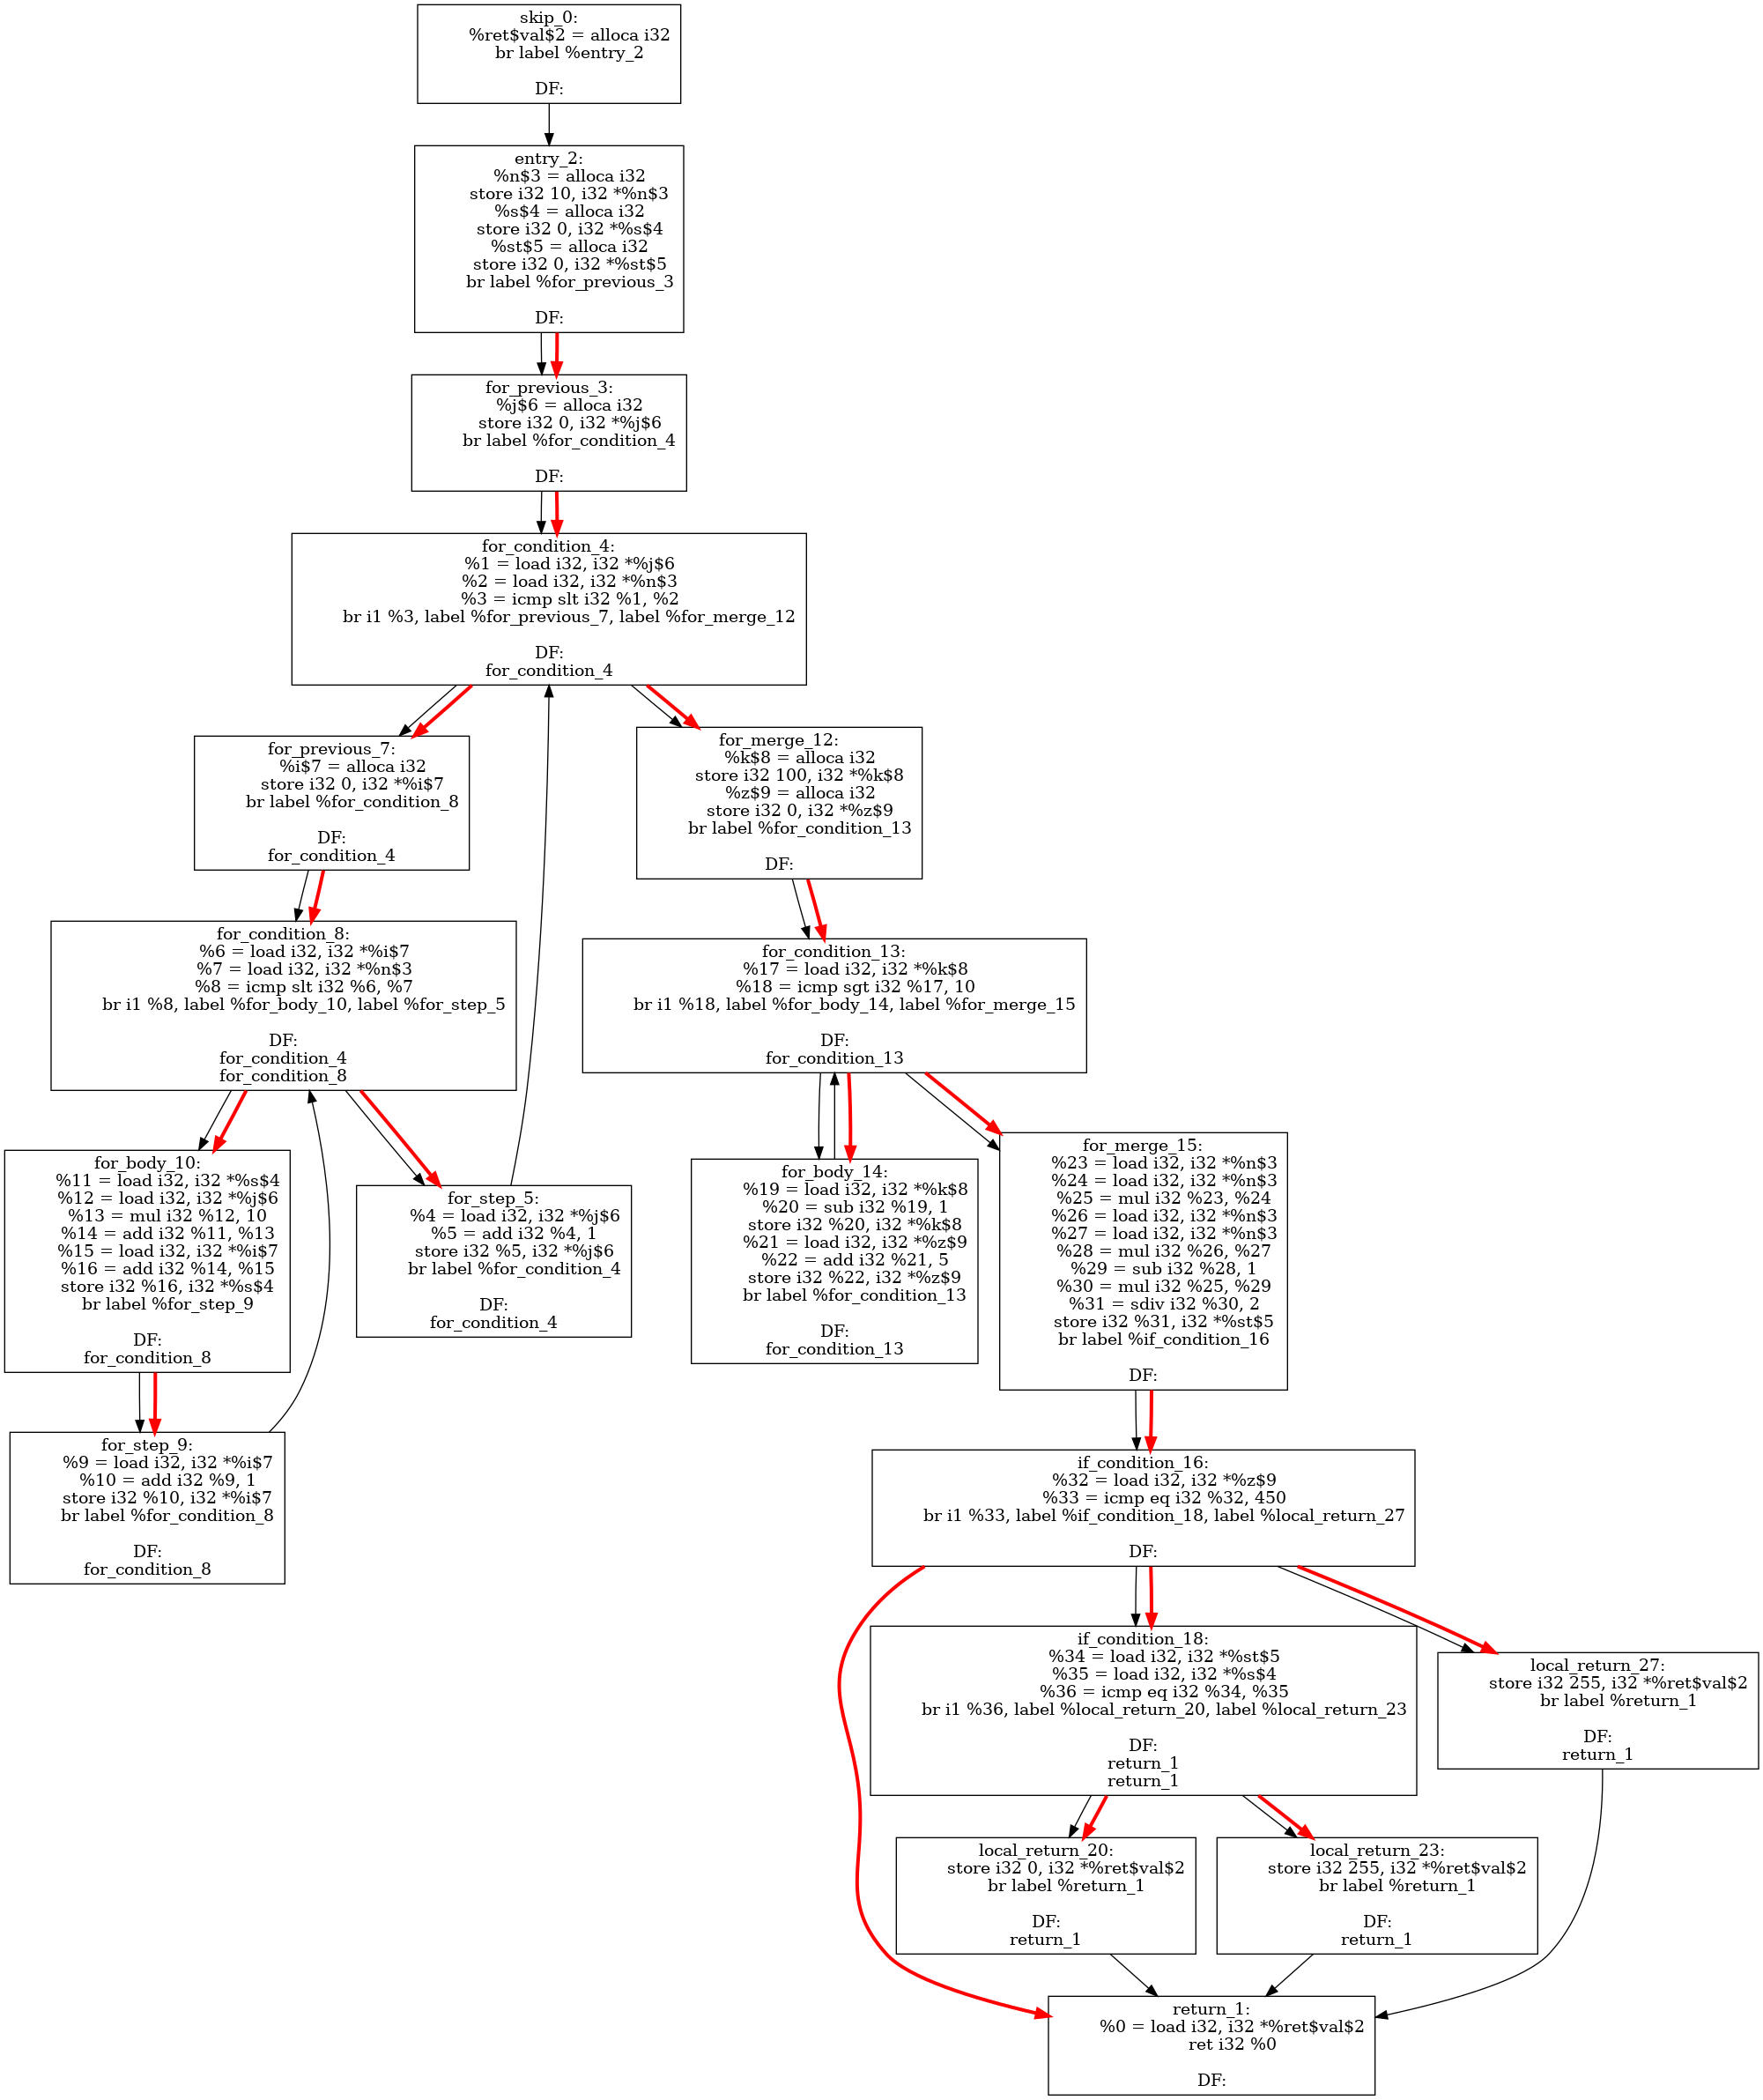 skip_0:
%ret$val$2 = alloca i32
br label %entry_2
DF:
entry_2:
%n$3 = alloca i32
store i32 10, i32 *%n$3
%s$4 = alloca i32
store i32 0, i32 *%s$4
%st$5 = alloca i32
store i32 0, i32 *%st$5
br label %for_previous_3
DF:
for_previous_3:
%j$6 = alloca i32
store i32 0, i32 *%j$6
br label %for_condition_4
DF:
for_condition_4:
%1 = load i32, i32 *%j$6
%2 = load i32, i32 *%n$3
%3 = icmp slt i32 %1, %2
br i1 %3, label %for_previous_7, label %for_merge_12
DF:
for_condition_4
for_previous_7:
%i$7 = alloca i32
store i32 0, i32 *%i$7
br label %for_condition_8
DF:
for_condition_4
for_merge_12:
%k$8 = alloca i32
store i32 100, i32 *%k$8
%z$9 = alloca i32
store i32 0, i32 *%z$9
br label %for_condition_13
DF:
for_condition_8:
%6 = load i32, i32 *%i$7
%7 = load i32, i32 *%n$3
%8 = icmp slt i32 %6, %7
br i1 %8, label %for_body_10, label %for_step_5
DF:
for_condition_4
for_condition_8
for_condition_13:
%17 = load i32, i32 *%k$8
%18 = icmp sgt i32 %17, 10
br i1 %18, label %for_body_14, label %for_merge_15
DF:
for_condition_13
for_body_10:
%11 = load i32, i32 *%s$4
%12 = load i32, i32 *%j$6
%13 = mul i32 %12, 10
%14 = add i32 %11, %13
%15 = load i32, i32 *%i$7
%16 = add i32 %14, %15
store i32 %16, i32 *%s$4
br label %for_step_9
DF:
for_condition_8
for_step_5:
%4 = load i32, i32 *%j$6
%5 = add i32 %4, 1
store i32 %5, i32 *%j$6
br label %for_condition_4
DF:
for_condition_4
for_body_14:
%19 = load i32, i32 *%k$8
%20 = sub i32 %19, 1
store i32 %20, i32 *%k$8
%21 = load i32, i32 *%z$9
%22 = add i32 %21, 5
store i32 %22, i32 *%z$9
br label %for_condition_13
DF:
for_condition_13
for_merge_15:
%23 = load i32, i32 *%n$3
%24 = load i32, i32 *%n$3
%25 = mul i32 %23, %24
%26 = load i32, i32 *%n$3
%27 = load i32, i32 *%n$3
%28 = mul i32 %26, %27
%29 = sub i32 %28, 1
%30 = mul i32 %25, %29
%31 = sdiv i32 %30, 2
store i32 %31, i32 *%st$5
br label %if_condition_16
DF:
for_step_9:
%9 = load i32, i32 *%i$7
%10 = add i32 %9, 1
store i32 %10, i32 *%i$7
br label %for_condition_8
DF:
for_condition_8
if_condition_16:
%32 = load i32, i32 *%z$9
%33 = icmp eq i32 %32, 450
br i1 %33, label %if_condition_18, label %local_return_27
DF:
if_condition_18:
%34 = load i32, i32 *%st$5
%35 = load i32, i32 *%s$4
%36 = icmp eq i32 %34, %35
br i1 %36, label %local_return_20, label %local_return_23
DF:
return_1
return_1
local_return_27:
store i32 255, i32 *%ret$val$2
br label %return_1
DF:
return_1
local_return_20:
store i32 0, i32 *%ret$val$2
br label %return_1
DF:
return_1
local_return_23:
store i32 255, i32 *%ret$val$2
br label %return_1
DF:
return_1
return_1:
%0 = load i32, i32 *%ret$val$2
ret i32 %0
DF: